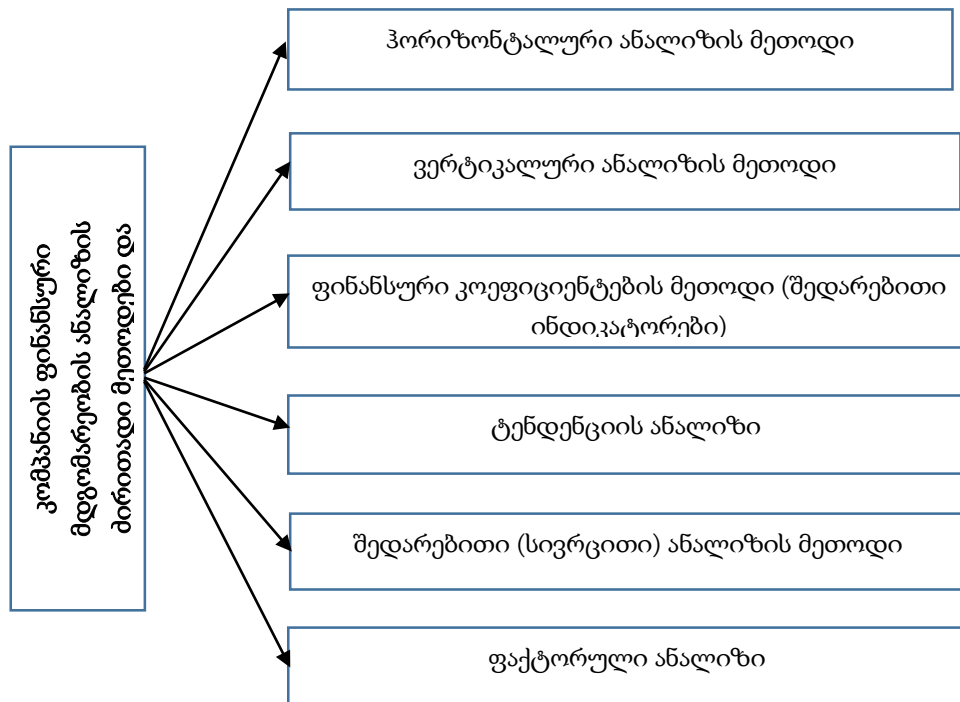 კომპანიის ფინანსური
მდგომარეობის ანალიზის
ძირითადი მეთოდები და
ჰორიზონტალური ანალიზის მეთოდი
ვერტიკალური ანალიზის მეთოდი
ფინანსური კოეფიციენტების მეთოდი (შედარებითი
ინდიკატორები)
ტენდენციის ანალიზი
შედარებითი (სივრცითი) ანალიზის მეთოდი
ფაქტორული ანალიზი